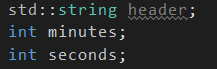 std::string header;
int minutes;
int seconds;